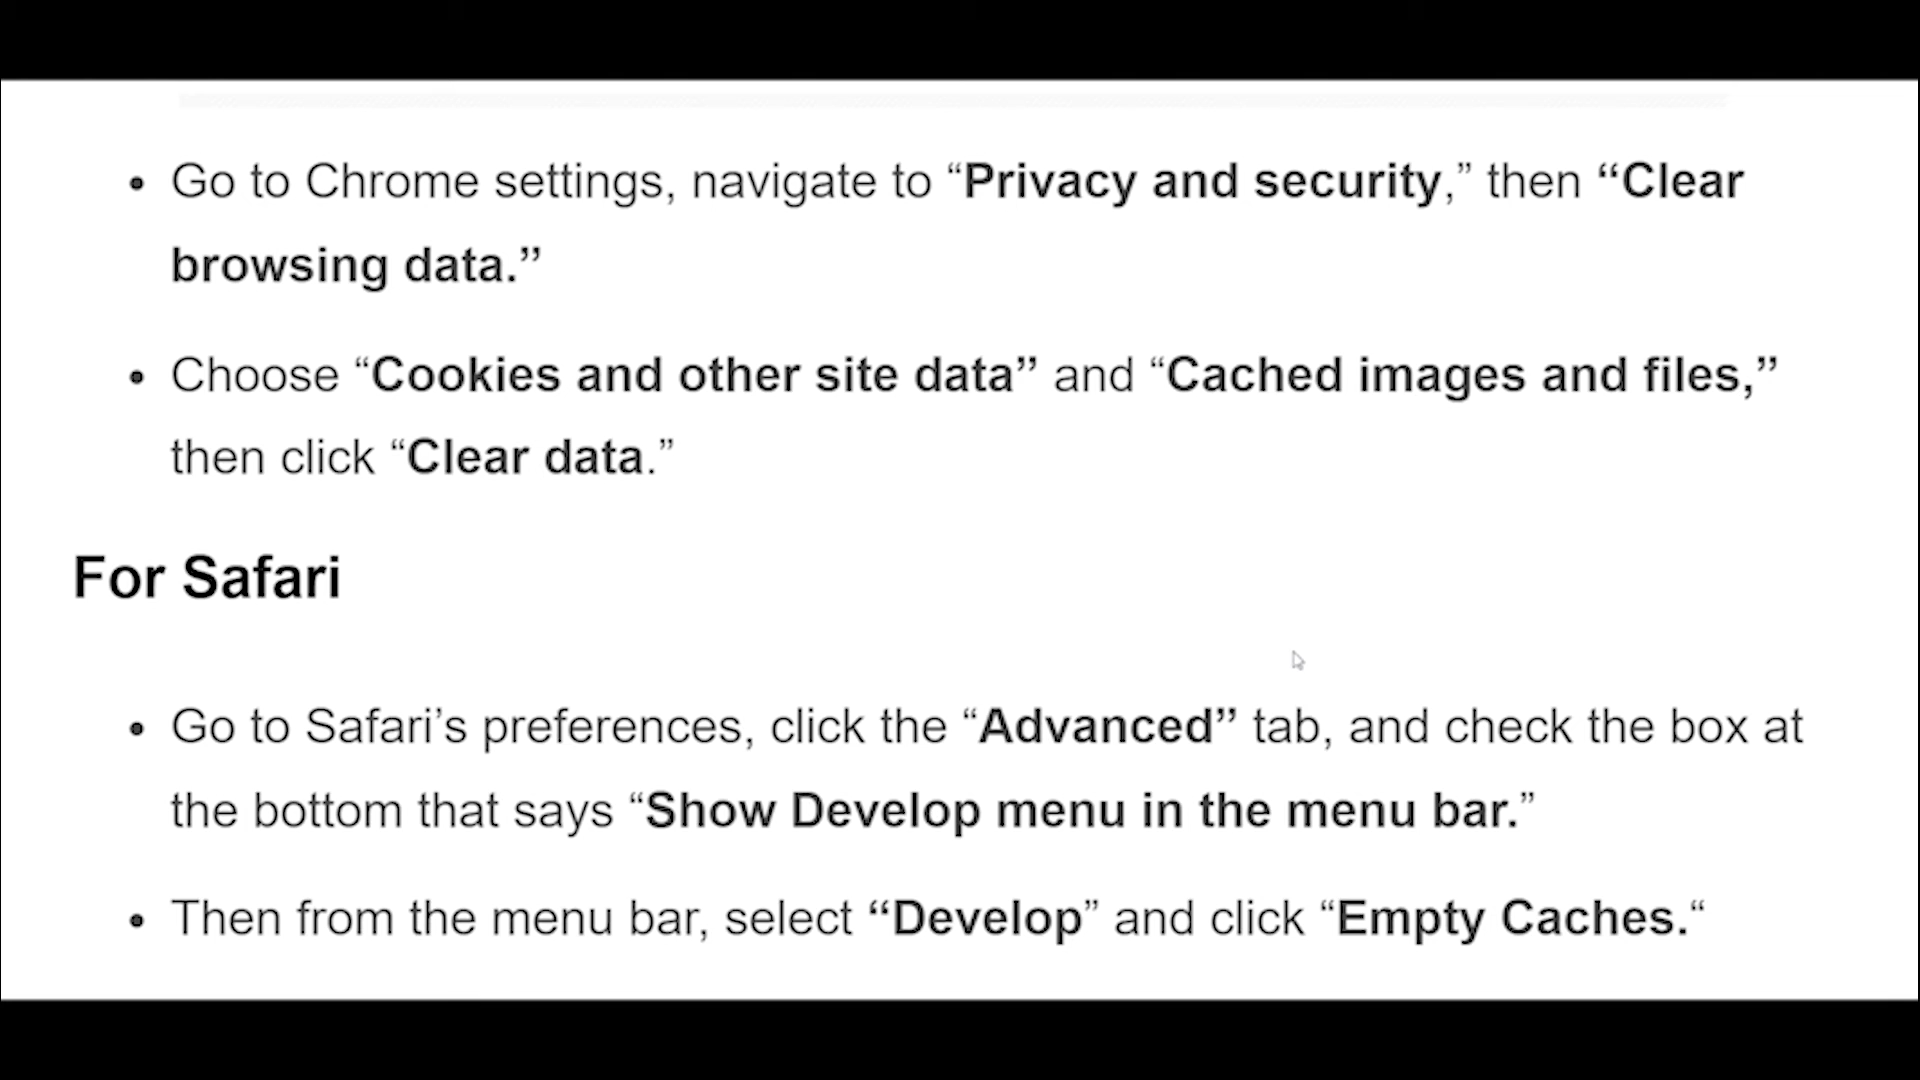 • Go to Chrome settings, navigate to “Privacy and security,” then “Clear
browsing data.”
• Choose “Cookies and other site data” and “Cached images and files,”
then click “Clear data.”
For Safari
• Go to Safari’s preferences, click the “Advanced” tab, and check the box at
the bottom that says “Show Develop menu in the menu bar.”
• Then from the menu bar, select “Develop” and click “Empty Caches.“